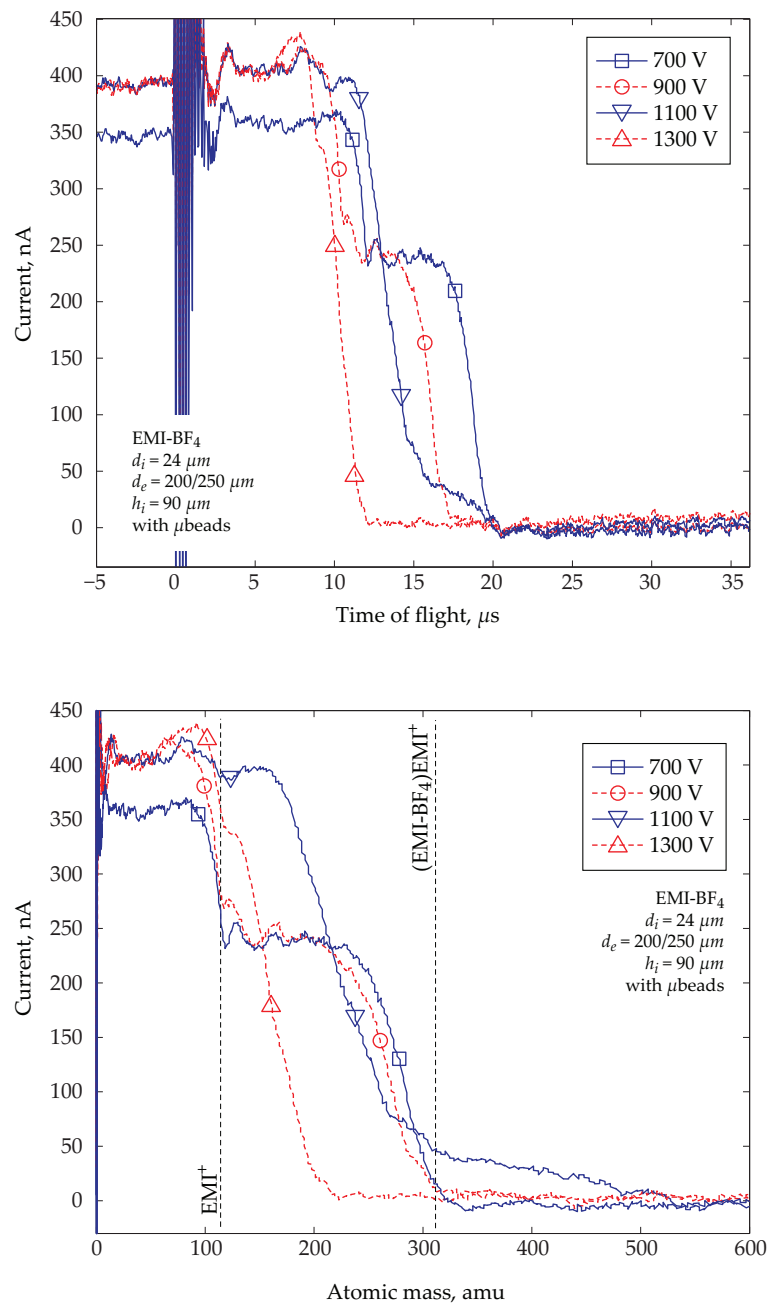 450
400
350
300
250
200
150
100
50
0
−5
0
5
10
15
20
25
30
35
Current, nA
Time of flight, μs
700 V
900 V
1100 V
1300 V
EMI-BF4
di = 24 μm
de = 200/250 μm
hi = 90 μm
with μbeads
450
400
350
300
250
200
150
100
50
0
0
100
200
300
400
500
600
Current, nA
Atomic mass, amu
EMI+
(EMI-BF4)EMI+
700 V
900 V
1100 V
1300 V
EMI-BF4
di = 24 μm
de = 200/250 μm
hi = 90 μm
with μbeads